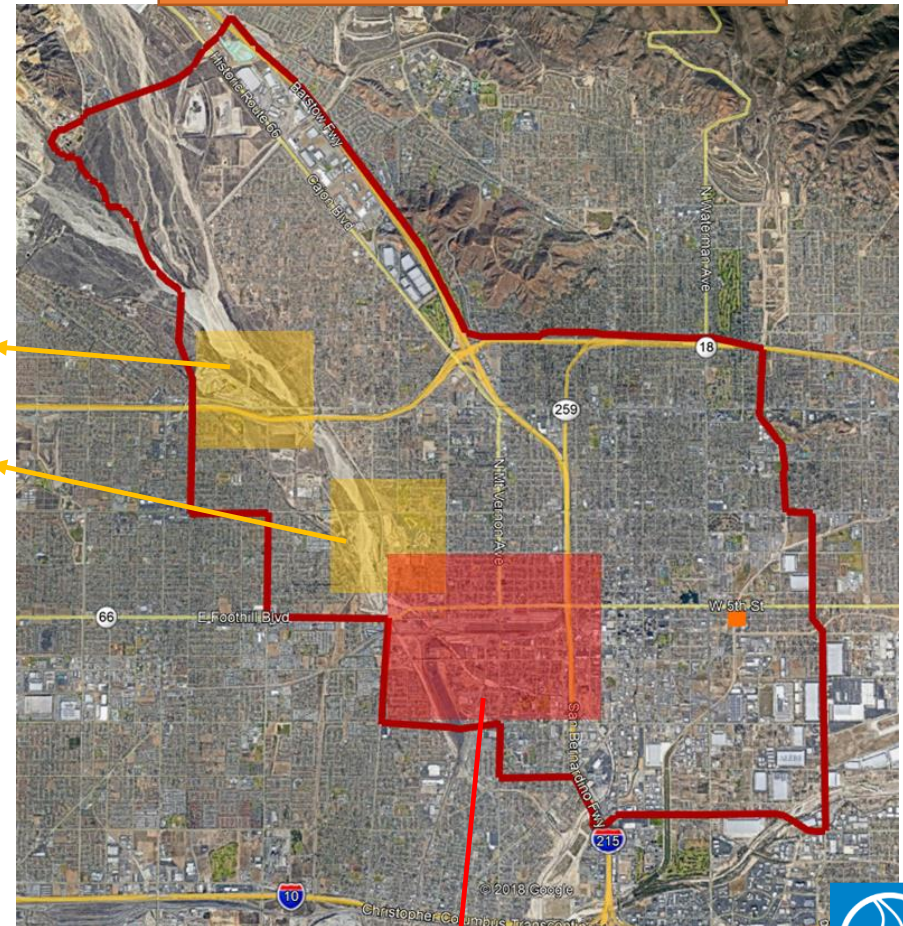 Historic Route 66
Barstow Fwy
Cajon Blvd
N Waterman Ave
18
259
N Mt Vernon Ave
66
E Foothill Blvd
W 5th St
San Bernardino Fwy
215
© 2018 Google
10
Christopher Columbus